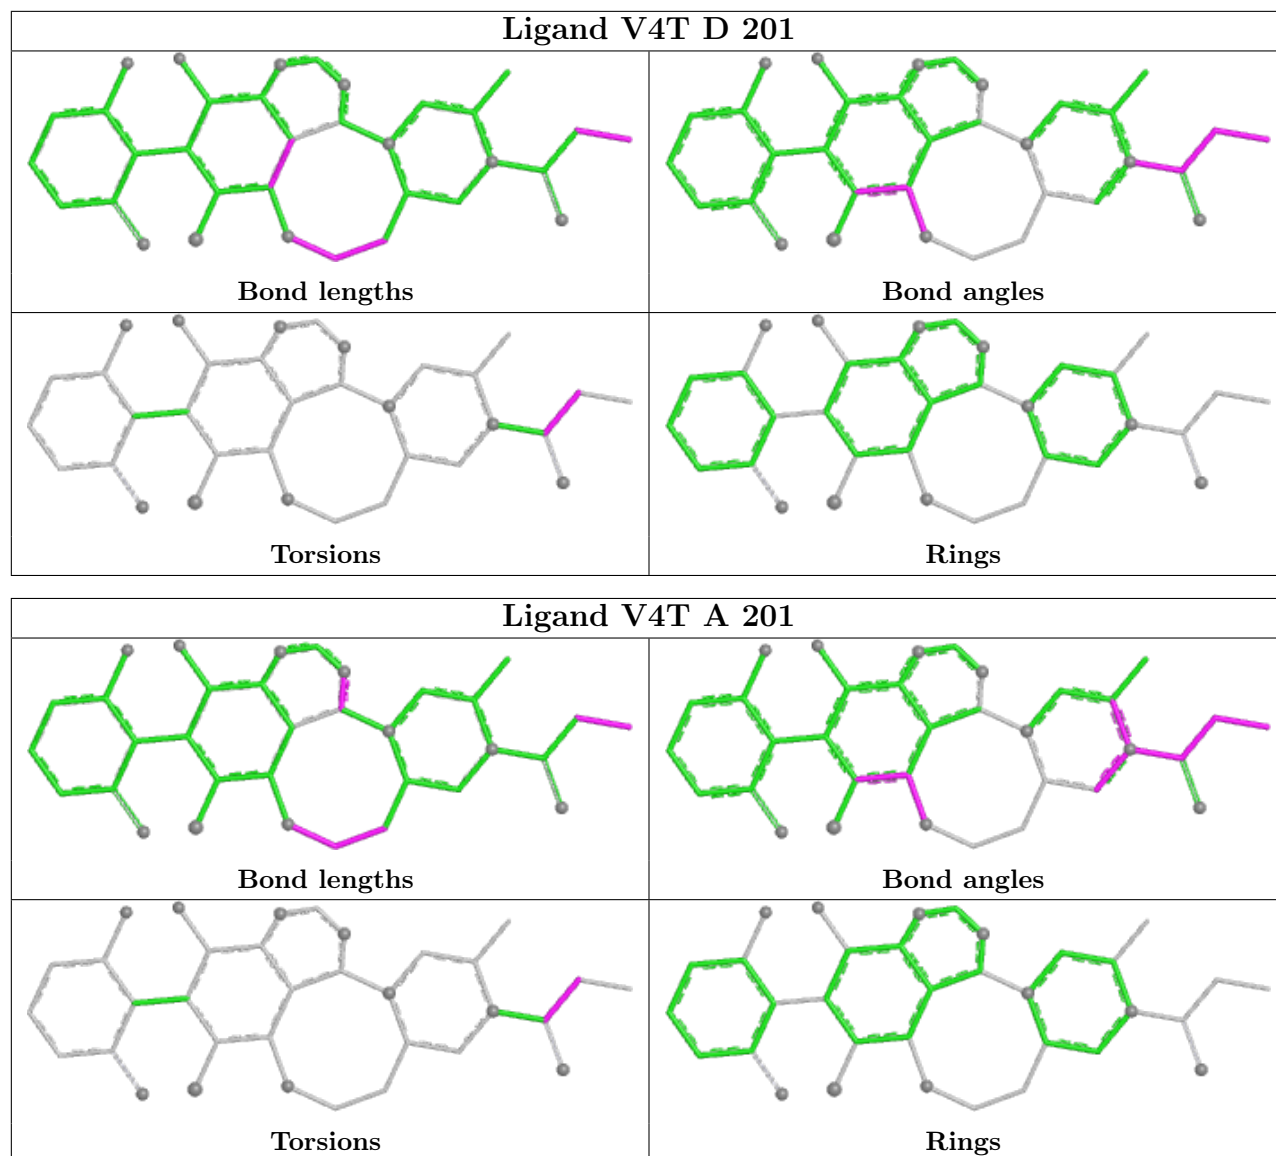 Ligand V4T D 201
Bond lengths
Bond angles
Torsions
Rings
Ligand V4T A 201
Bond lengths
Bond angles
Torsions
Rings